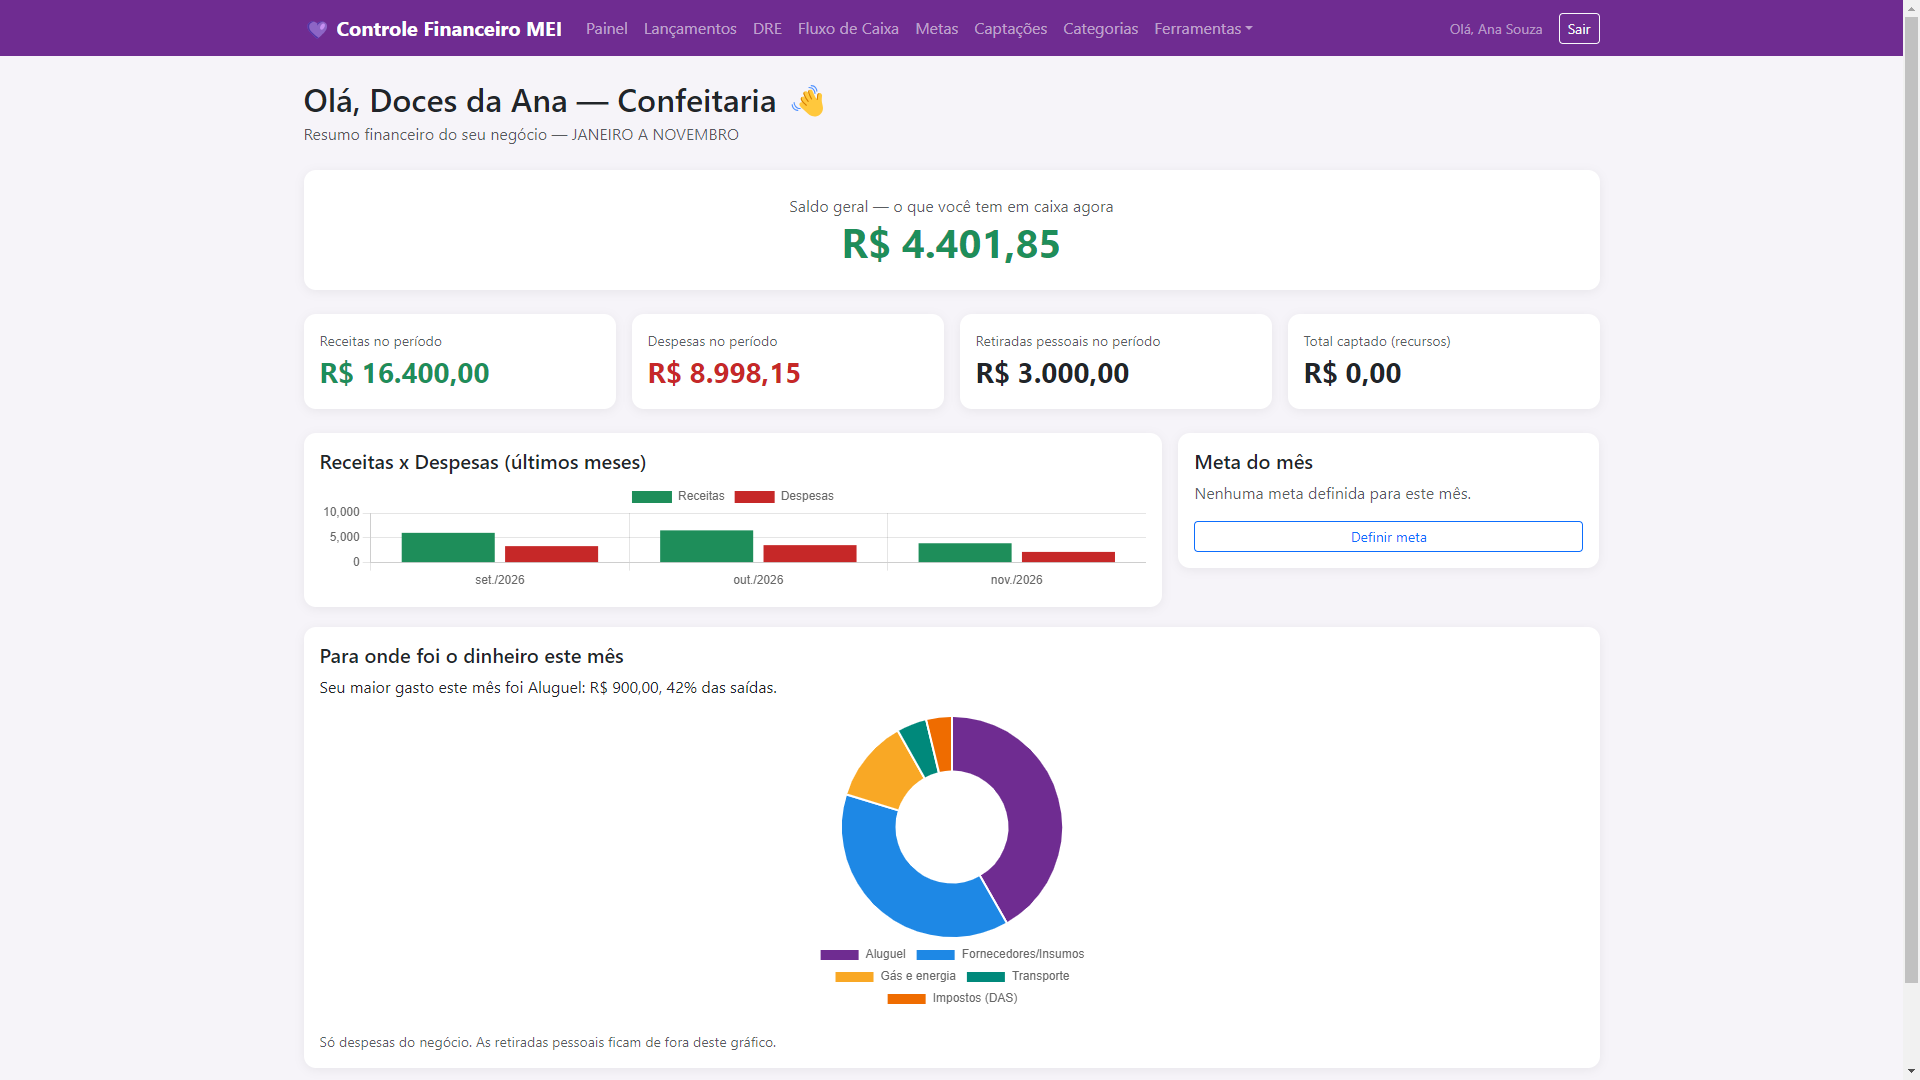 Controle Financeiro MEI Painel Lançamentos DRE Fluxo de Caixa Metas Captações Categorias Ferramentas Olá, Ana Souza Sair
Olá, Doces da Ana — Confeitaria 👋
Resumo financeiro do seu negócio — JANEIRO A NOVEMBRO
Saldo geral — o que você tem em caixa agora
R$ 4.401,85
Receitas no período
R$ 16.400,00
Despesas no período
R$ 8.998,15
Retiradas pessoais no período
R$ 3.000,00
Total captado (recursos)
R$ 0,00
Receitas x Despesas (últimos meses)
Receitas Despesas
10,000
5,000
0
set./2026 out./2026 nov./2026
Meta do mês
Nenhuma meta definida para este mês.
Definir meta
Para onde foi o dinheiro este mês
Seu maior gasto este mês foi Aluguel: R$ 900,00, 42% das saídas.
Aluguel Fornecedores/Insumos
Gás e energia Transporte
Impostos (DAS)
Só despesas do negócio. As retiradas pessoais ficam de fora deste gráfico.